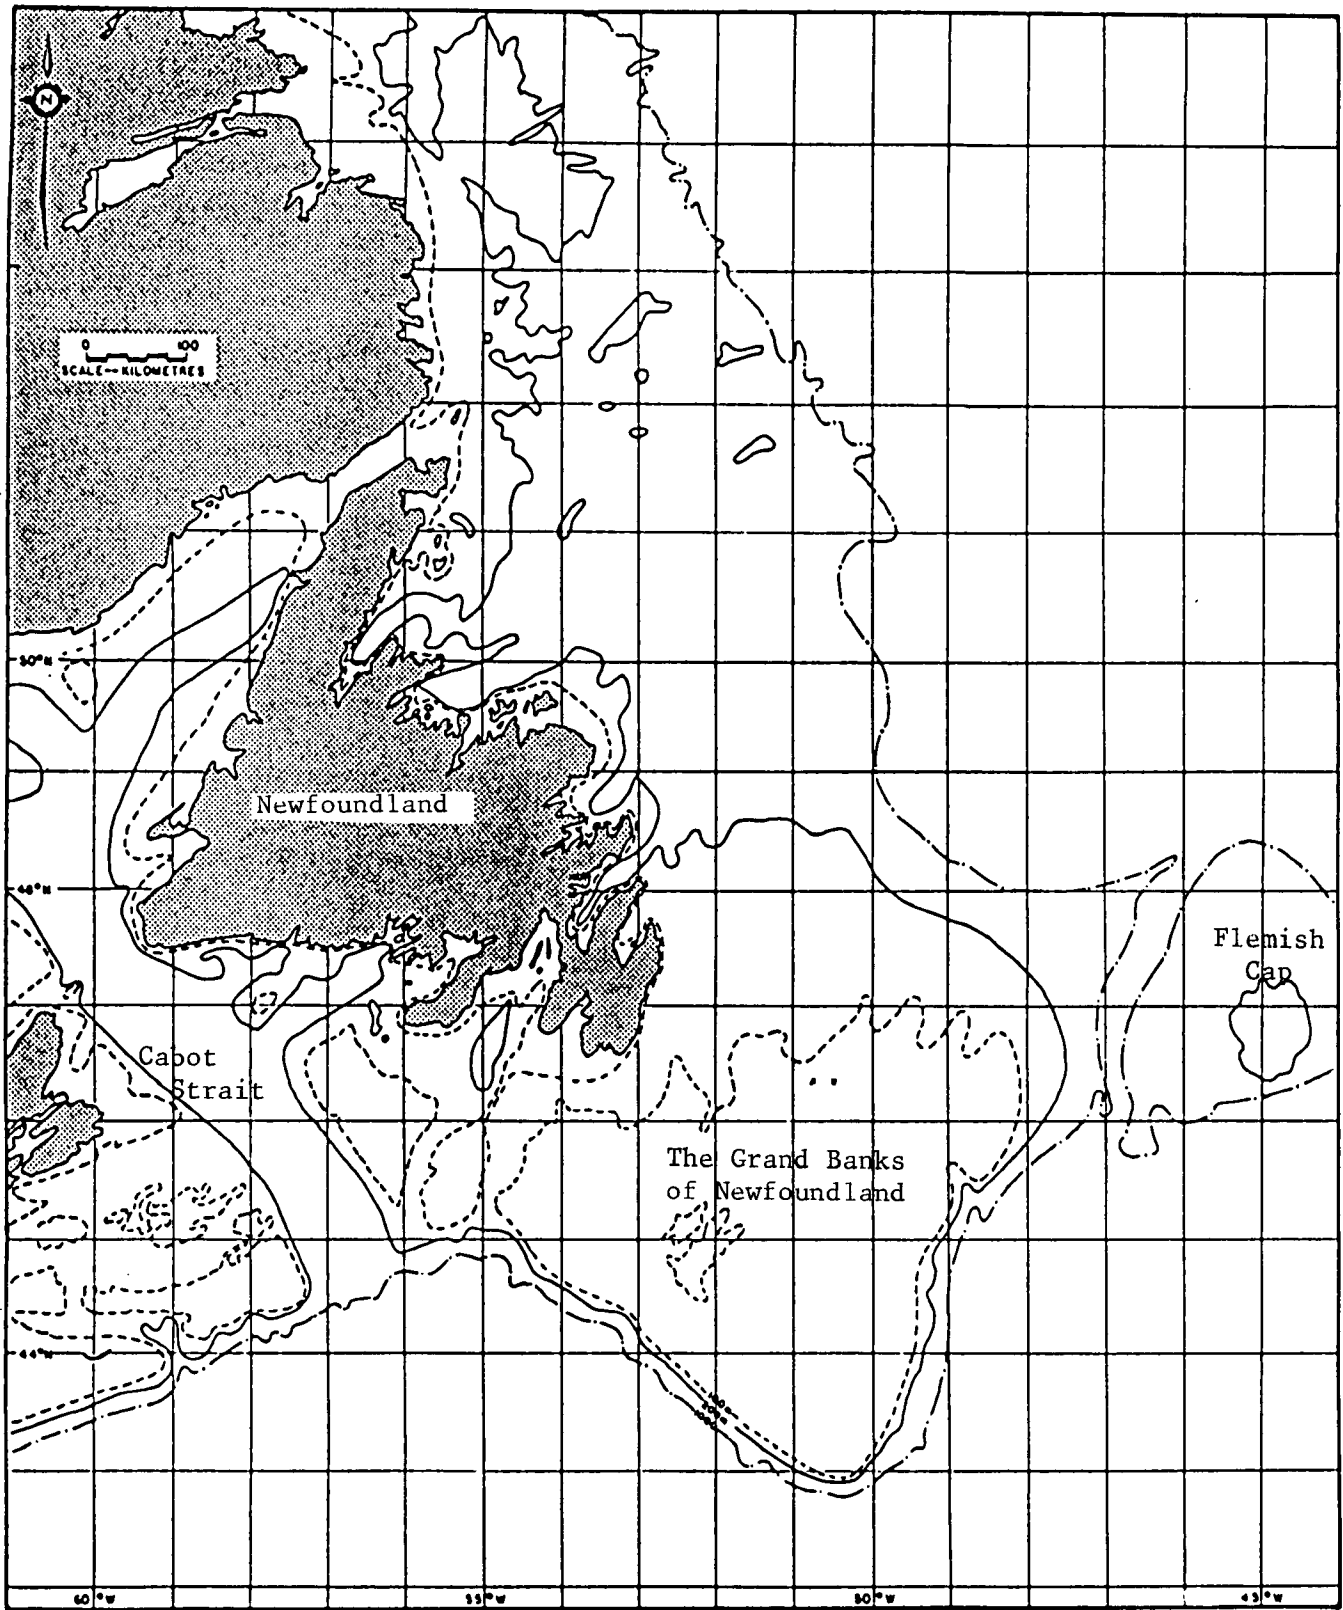 N
0 100
SCALE-- KILOMETRES
50°N
Newfoundland
48°N
Flemish
Cap
Cabot
Strait
The Grand Banks
of Newfoundland
44°N
60°W 55°W 50°W 45°W